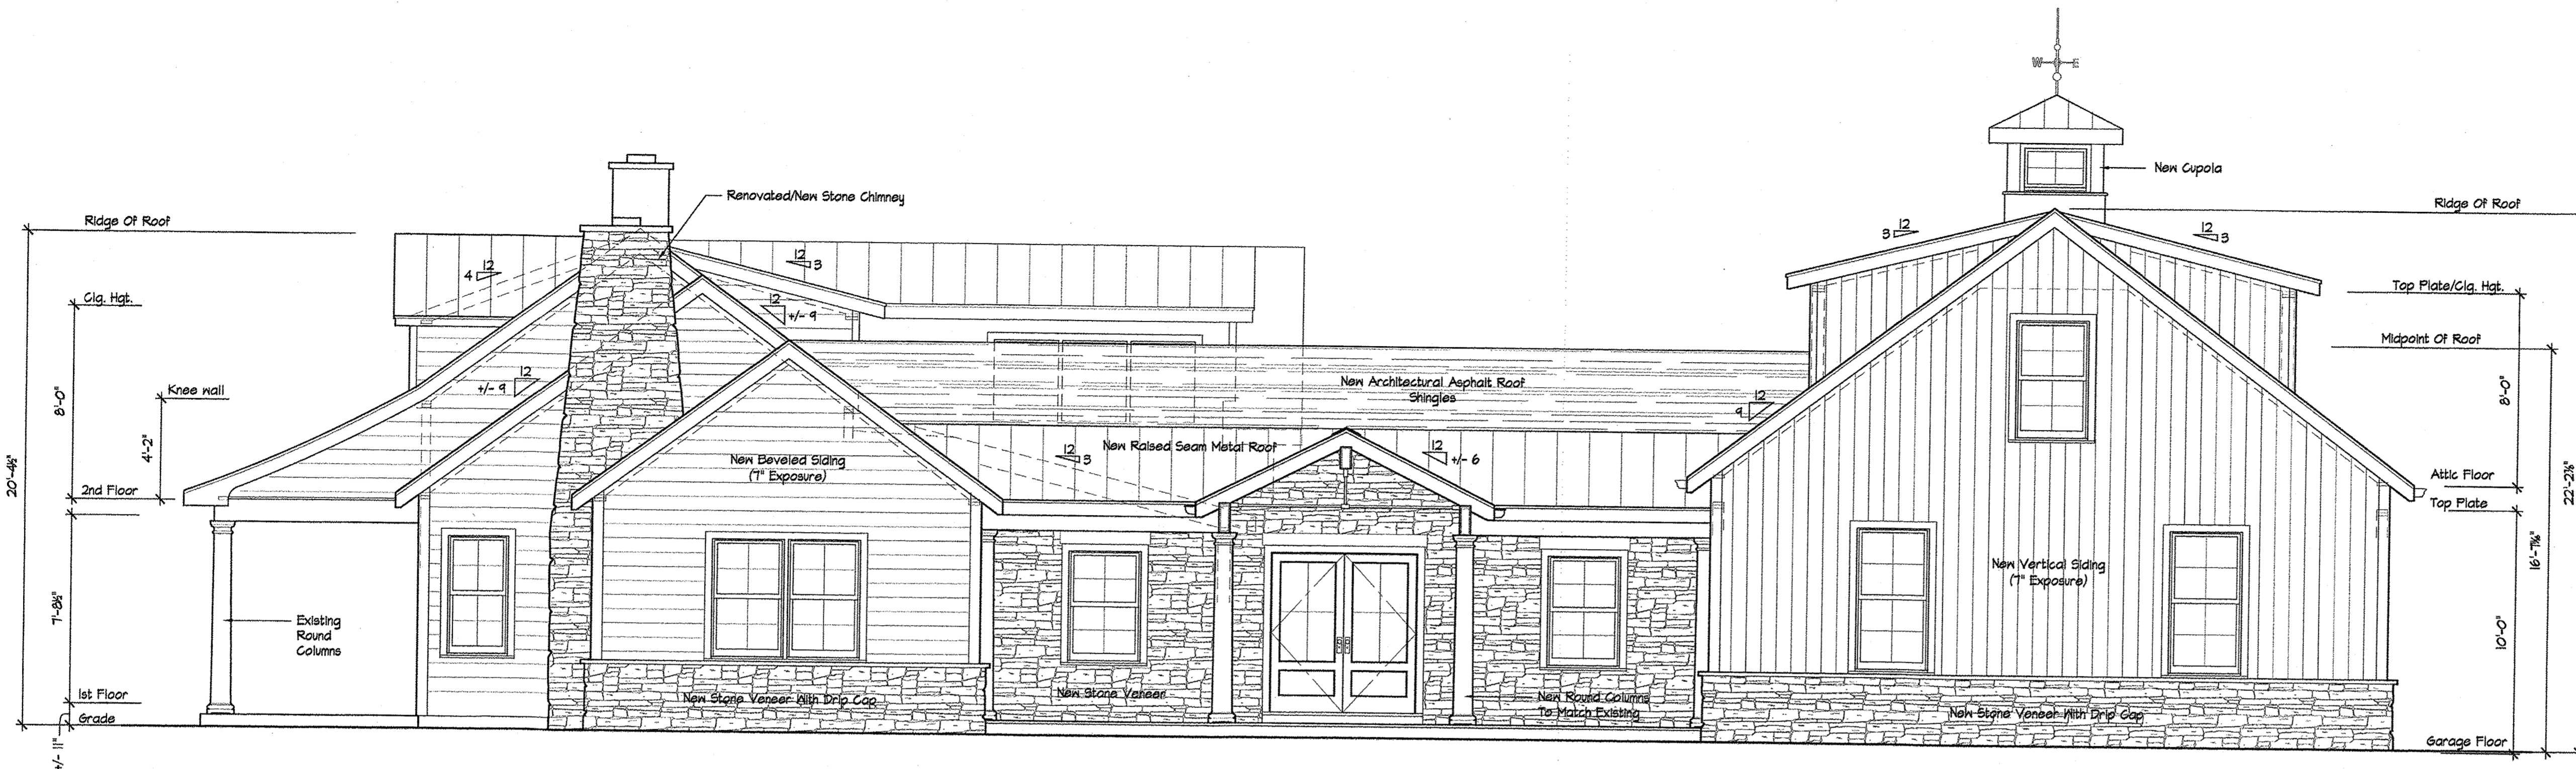 W E
New Cupola
Renovated/New Stone Chimney
Ridge Of Roof
Ridge Of Roof
12
3
12
3
12
4
12
3
Clg. Hgt.
Top Plate/Clg. Hgt.
12
+/- 9
Midpoint Of Roof
12
+/- 9
Knee wall
New Architectural Asphalt Roof
Shingles
12
9
8'-0"
4'-2"
20'-4½"
8'-0"
New Raised Seam Metal Roof
12
3
12
+/- 6
New Beveled Siding
(7" Exposure)
2nd Floor
Attic Floor
Top Plate
22'-2⅞"
16'-7⅛"
New Vertical Siding
(7" Exposure)
7'-8½"
10'-0"
Existing
Round
Columns
1st Floor
Grade
+/- 11"
New Stone Veneer With Drip Cap
New Stone Veneer
New Round Columns
To Match Existing
New Stone Veneer With Drip Cap
Garage Floor